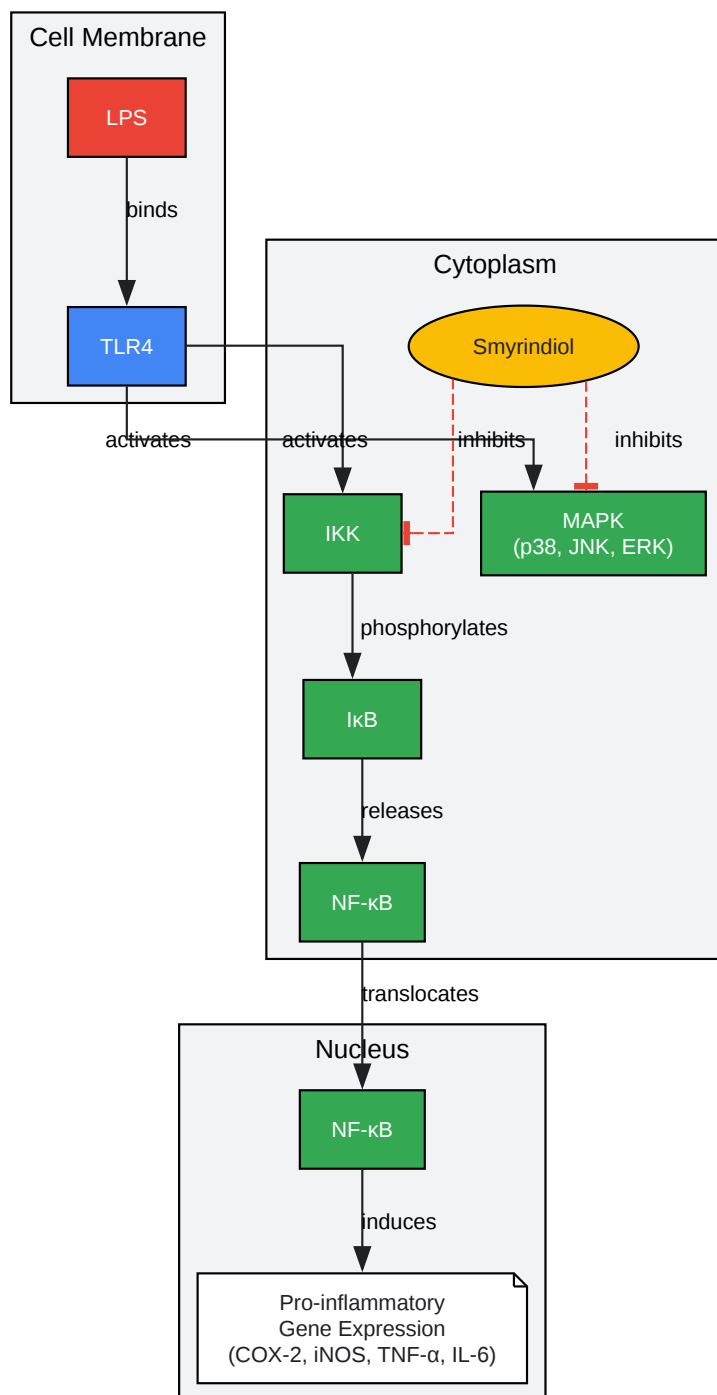 Cell Membrane
LPS
binds
TLR4
Cytoplasm
Smyrindiol
activates
activates
inhibits
inhibits
IKK
MAPK
(p38, JNK, ERK)
phosphorylates
IκB
releases
NF-κB
translocates
Nucleus
NF-κB
induces
Pro-inflammatory
Gene Expression
(COX-2, iNOS, TNF-α, IL-6)